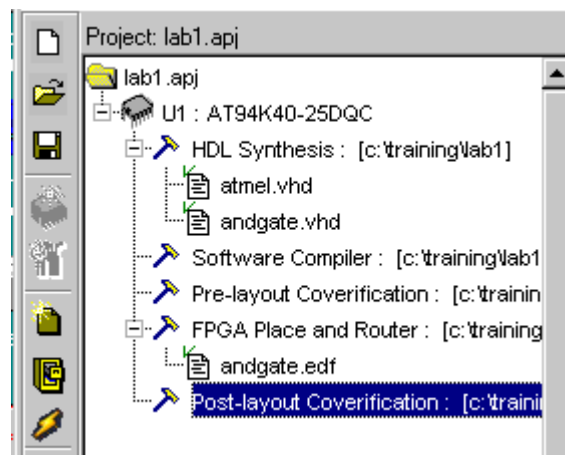 Project: lab1.apj
lab1.apj
U1 : AT94K40-25DQC
HDL Synthesis : [c:\training\lab1]
atmel.vhd
andgate.vhd
Software Compiler : [c:\training\lab1
Pre-layout Coverification : [c:\trainin
FPGA Place and Router : [c:\training
andgate.edf
Post-layout Coverification : [c:\traini